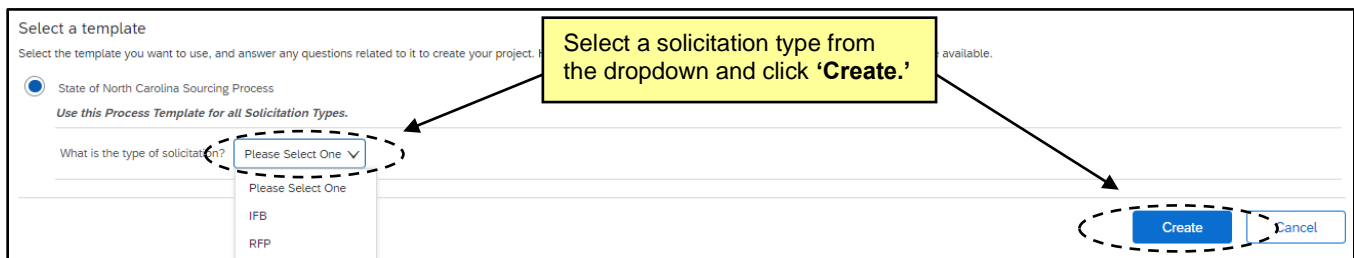 Select a template
Select the template you want to use, and answer any questions related to it to create your project.
available.
Select a solicitation type from
the dropdown and click ‘Create.’
State of North Carolina Sourcing Process
Use this Process Template for all Solicitation Types.
What is the type of solicitation? Please Select One
Please Select One
IFB
RFP
Create Cancel